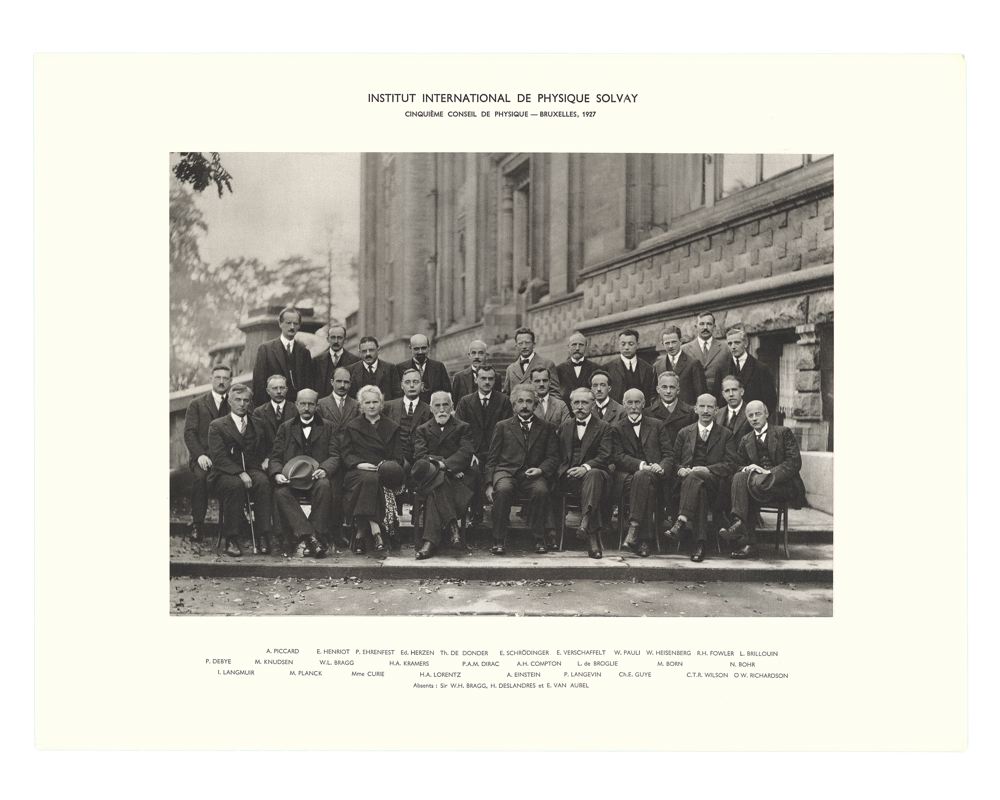 INSTITUT INTERNATIONAL DE PHYSIQUE SOLVAY
CINQUIÈME CONSEIL DE PHYSIQUE — BRUXELLES, 1927
A. PICCARD E. HENRIOT P. EHRENFEST Ed. HERZEN Th. DE DONDER E. SCHRÖDINGER E. VERSCHAFFELT W. PAULI W. HEISENBERG R.H. FOWLER L. BRILLOUIN
P. DEBYE M. KNUDSEN W.L. BRAGG H.A. KRAMERS P.A.M. DIRAC A.H. COMPTON L. de BROGLIE M. BORN N. BOHR
I. LANGMUIR M. PLANCK Mme CURIE H.A. LORENTZ A. EINSTEIN P. LANGEVIN Ch.E. GUYE C.T.R. WILSON O.W. RICHARDSON
Absents : Sir W.H. BRAGG, H. DESLANDRES et E. VAN AUBEL